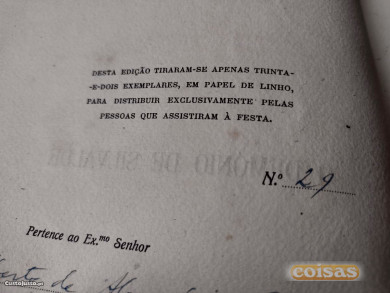 DESTA EDIÇÃO TIRARAM-SE APENAS TRINTA-
-E-DOIS EXEMPLARES, EM PAPEL DE LINHO,
PARA DISTRIBUIR EXCLUSIVAMENTE PELAS
PESSOAS QUE ASSISTIRAM À FESTA.
N.º 29
Pertence ao Ex.mo Senhor
de
coisas